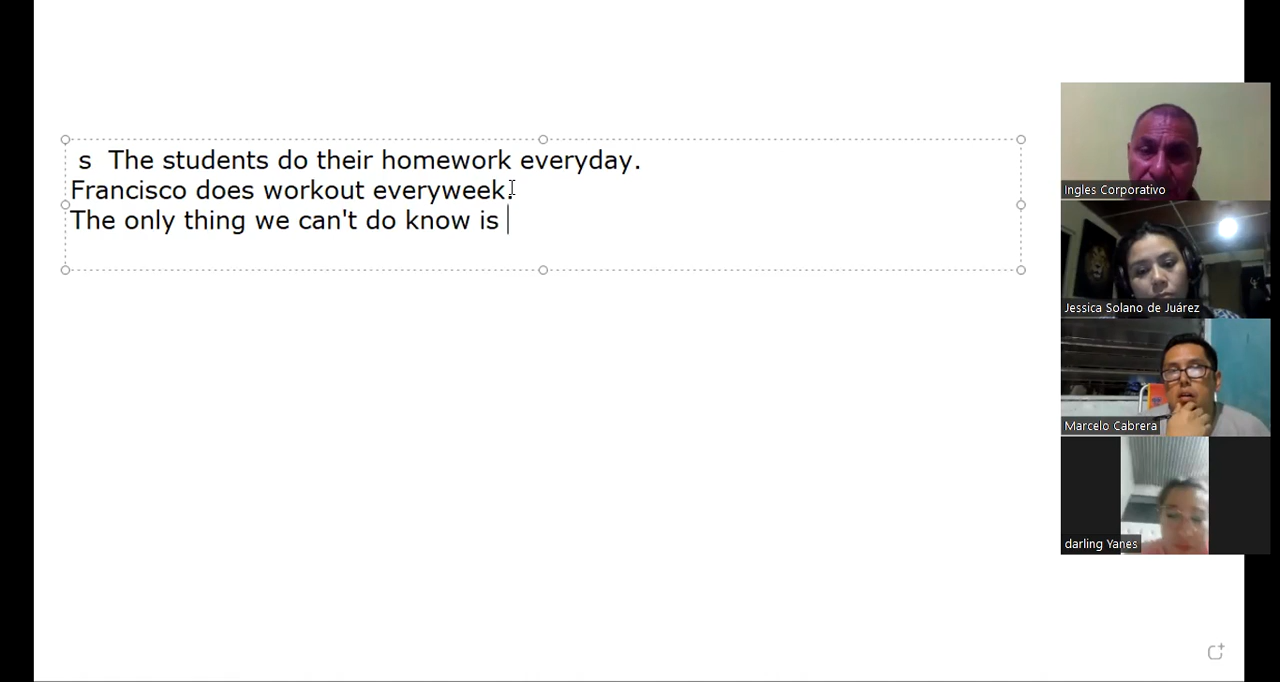 s The students do their homework everyday.
Francisco does workout everyweek.
The only thing we can't do know is
Ingles Corporativo
Jessica Solano de Juárez
Marcelo Cabrera
darling Yanes